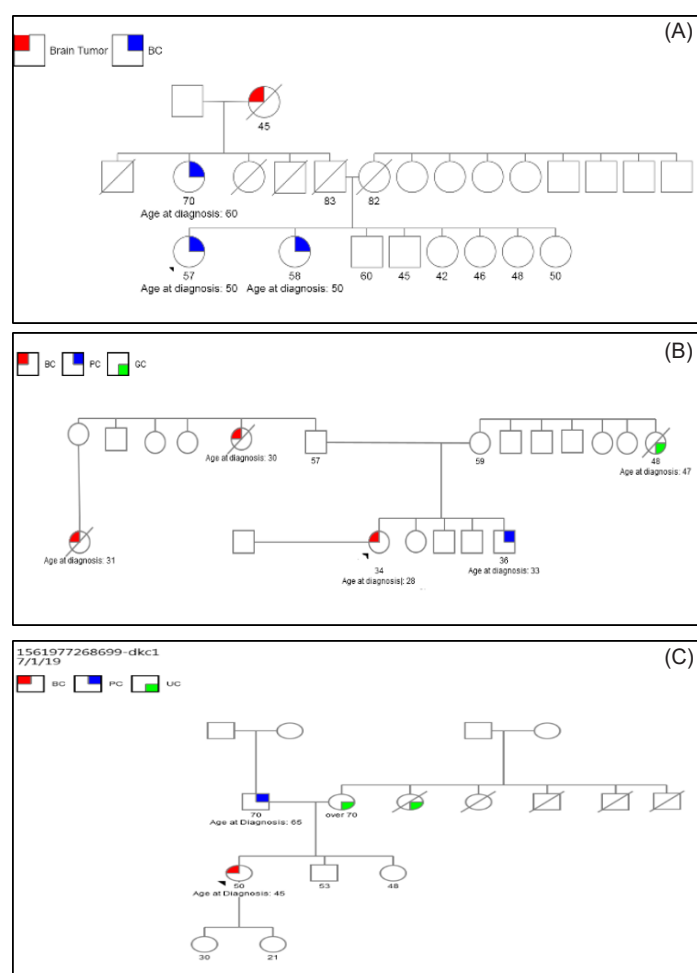 (A)
Brain Tumor BC
45
70 83 82
Age at diagnosis: 60
57 58 60 45 42 46 48 50
Age at diagnosis: 50 Age at diagnosis: 50
(B)
BC PC GC
57 59 48
Age at diagnosis: 30 Age at diagnosis: 47
Age at diagnosis: 31
34 36
Age at diagnosis|: 28 Age at diagnosis: 33
1561977268699-dkc1
7/1/19
(C)
BC PC UC
70 over 70
Age at Diagnosis: 65
50 53 48
Age at Diagnosis: 45
30 21